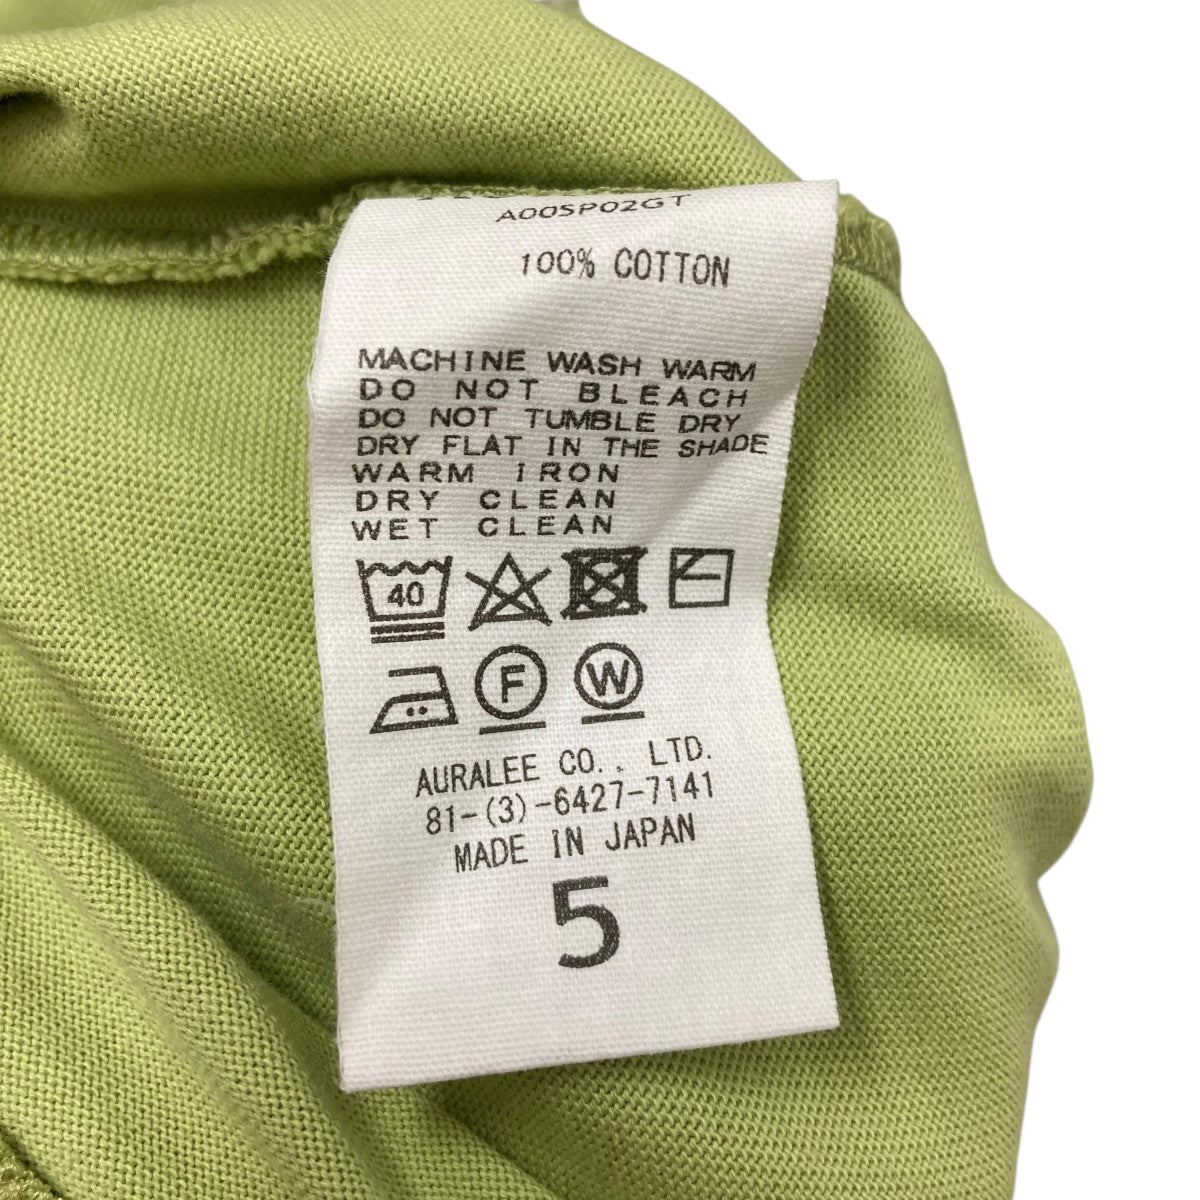 A00SP02GT
100% COTTON
MACHINE WASH WARM
DO NOT BLEACH
DO NOT TUMBLE DRY
DRY FLAT IN THE SHADE
WARM IRON
DRY CLEAN
WET CLEAN
40
F W
AURALEE CO., LTD.
81-(3)-6427-7141
MADE IN JAPAN
5